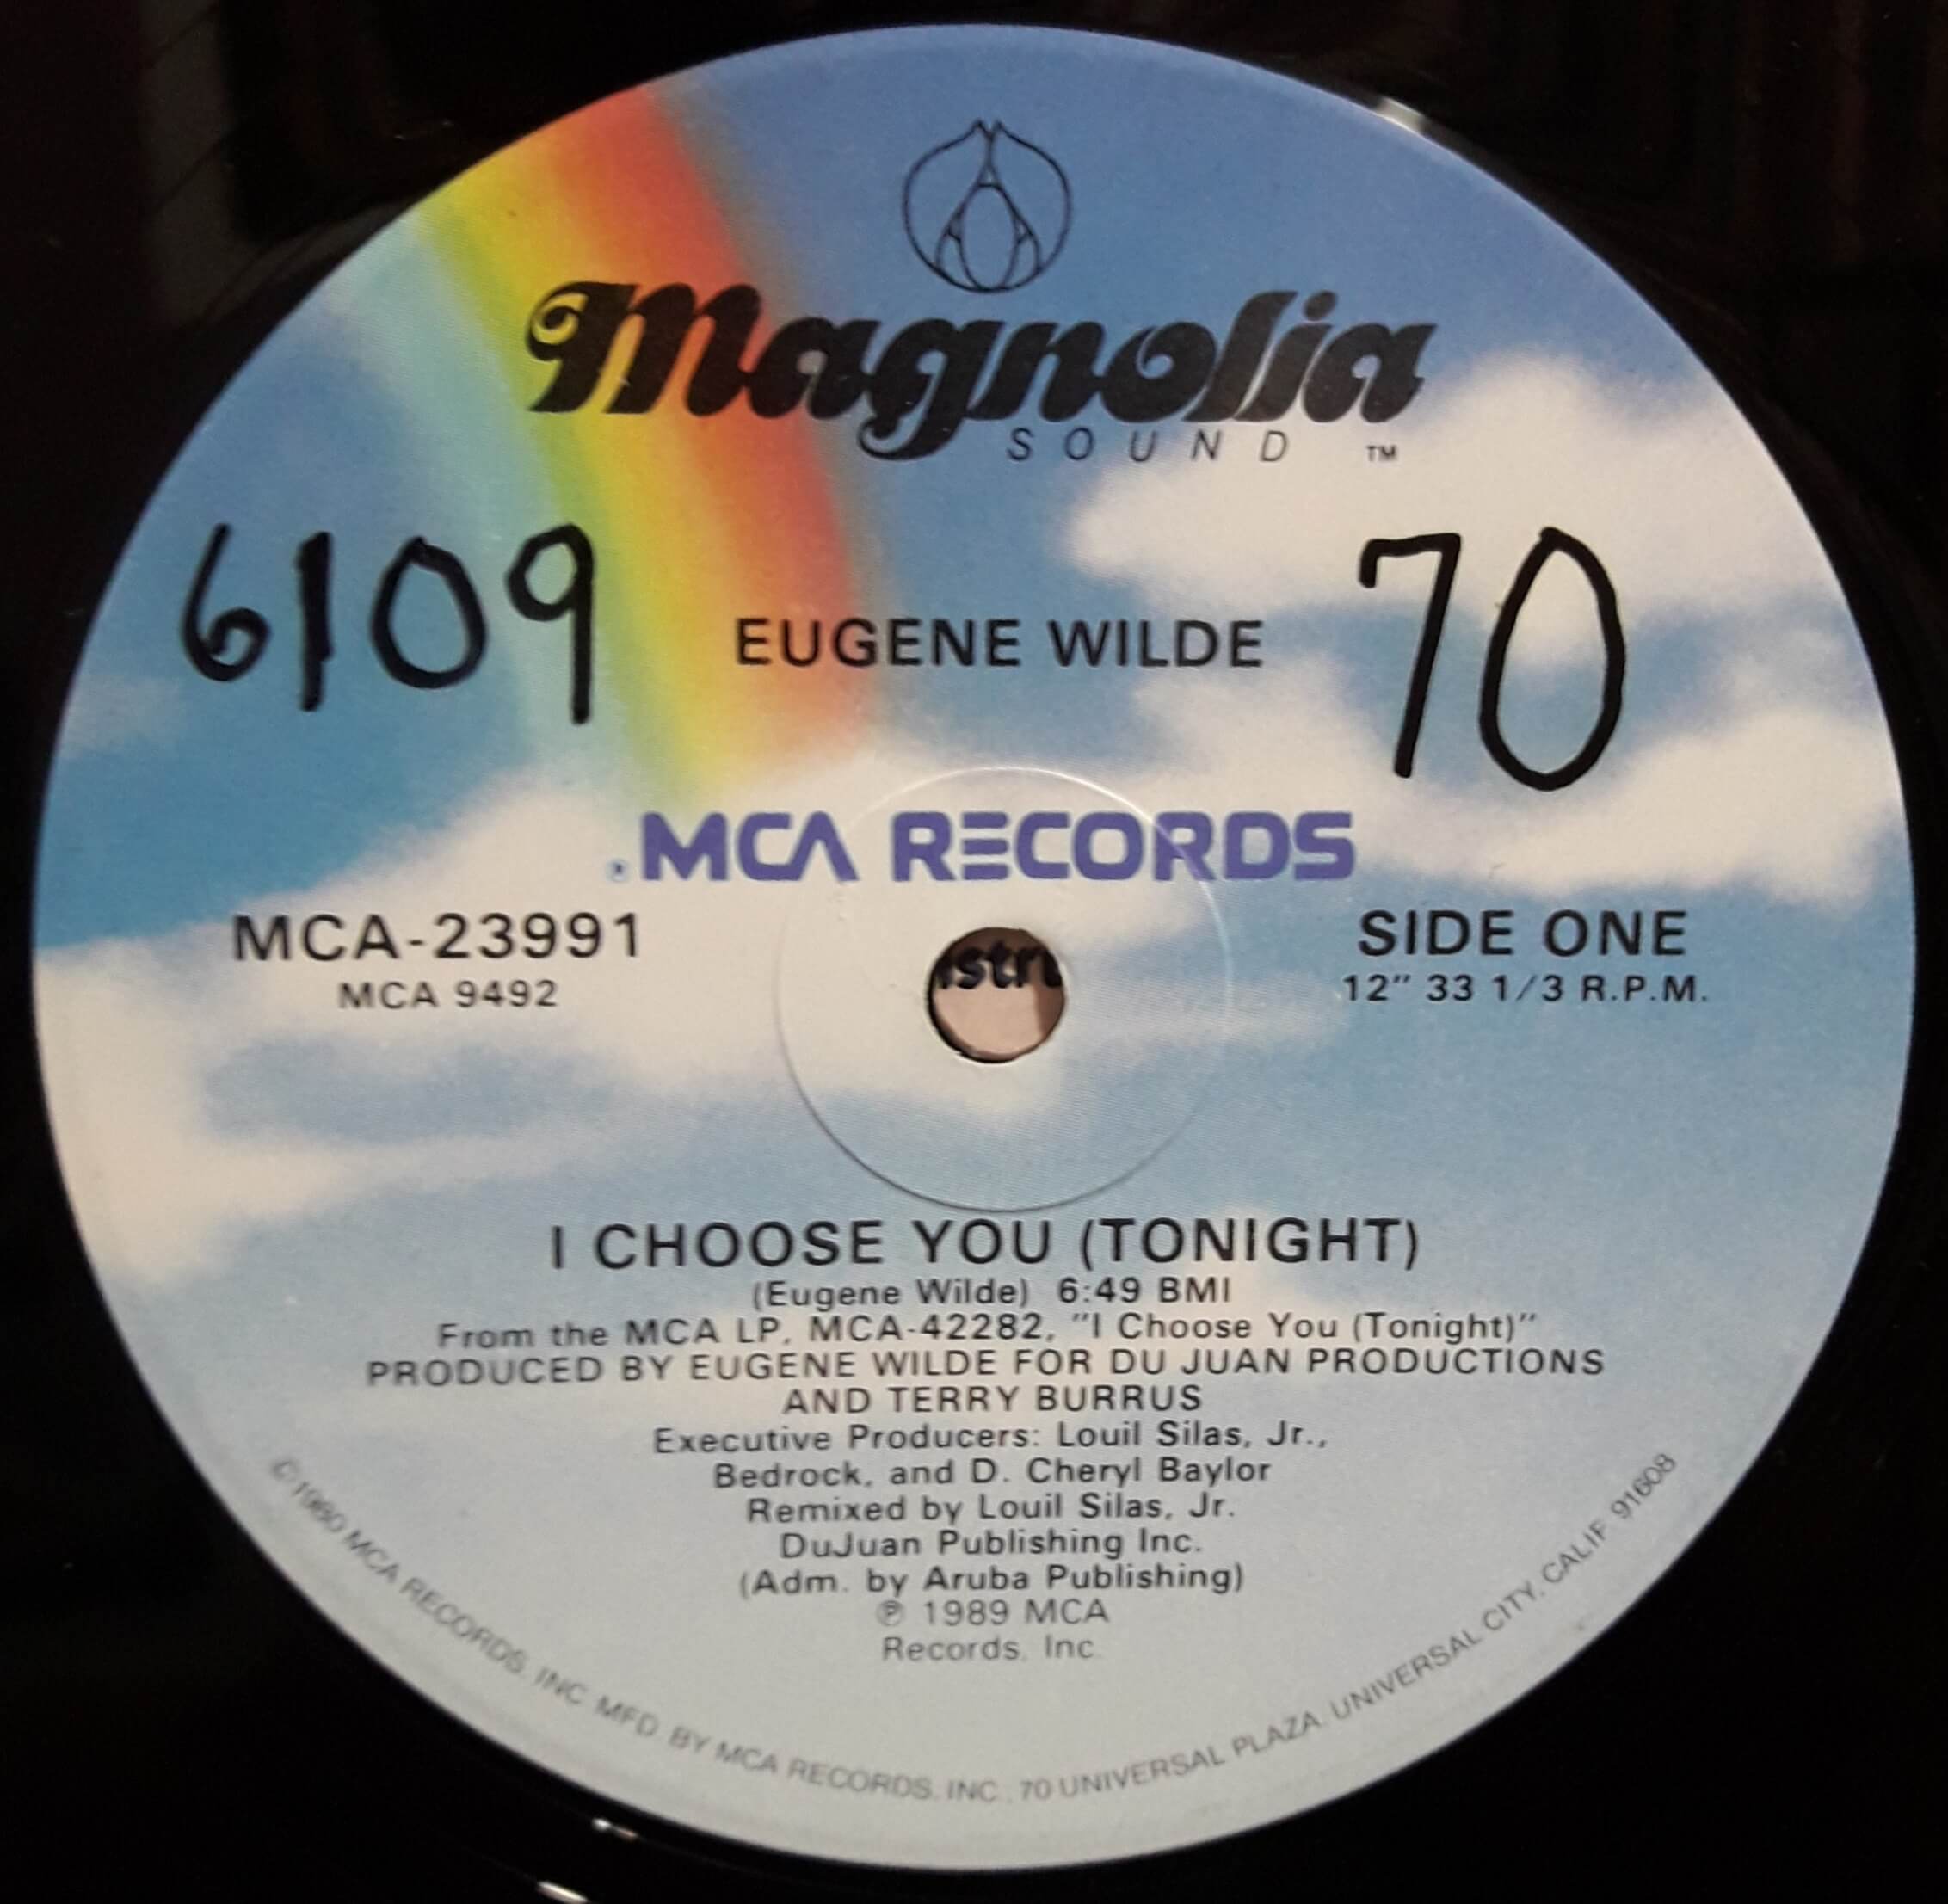 Magnolia
SOUND ™
6109
EUGENE WILDE
70
MCA RECORDS
MCA-23991
MCA 9492
SIDE ONE
12" 33 1/3 R.P.M.
I CHOOSE YOU (TONIGHT)
(Eugene Wilde) 6:49 BMI
From the MCA LP, MCA-42282, "I Choose You (Tonight)"
PRODUCED BY EUGENE WILDE FOR DU JUAN PRODUCTIONS
AND TERRY BURRUS
Executive Producers: Louil Silas, Jr.,
Bedrock, and D. Cheryl Baylor
Remixed by Louil Silas, Jr.
DuJuan Publishing Inc.
(Adm. by Aruba Publishing)
℗ 1989 MCA
Records, Inc.
©1980 MCA RECORDS, INC. MFD. BY MCA RECORDS, INC., 70 UNIVERSAL PLAZA, UNIVERSAL CITY, CALIF. 91608